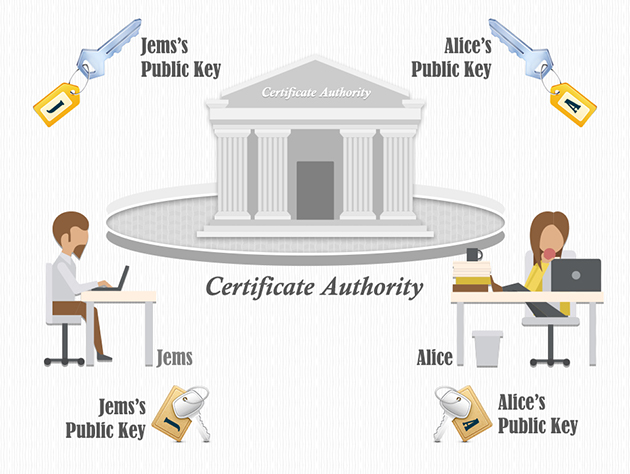 Jems's
Public Key
J
Alice's
Public Key
A
Certificate Authority
Certificate Authority
Jems
Alice
Jems's
Public Key
J
Alice's
Public Key
A